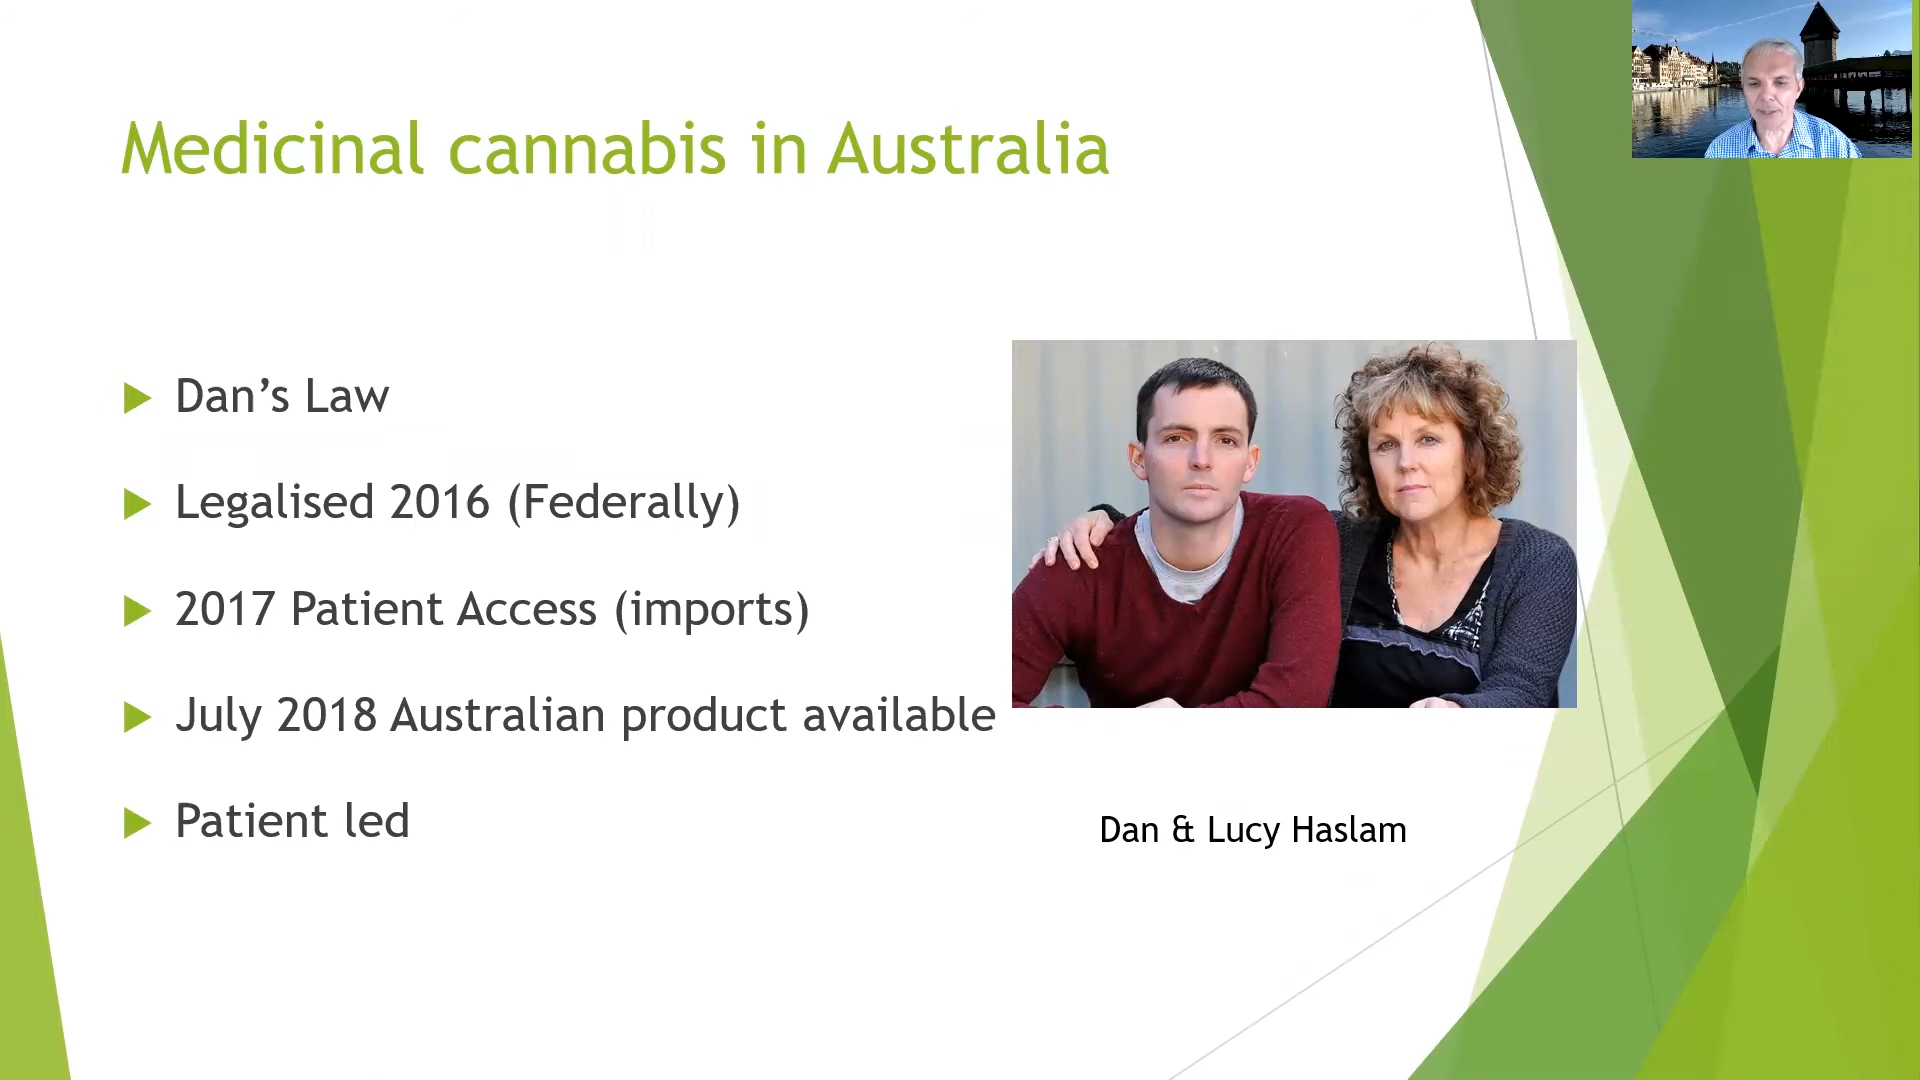 Medicinal cannabis in Australia
Dan’s Law
Legalised 2016 (Federally)
2017 Patient Access (imports)
July 2018 Australian product available
Patient led
Dan & Lucy Haslam